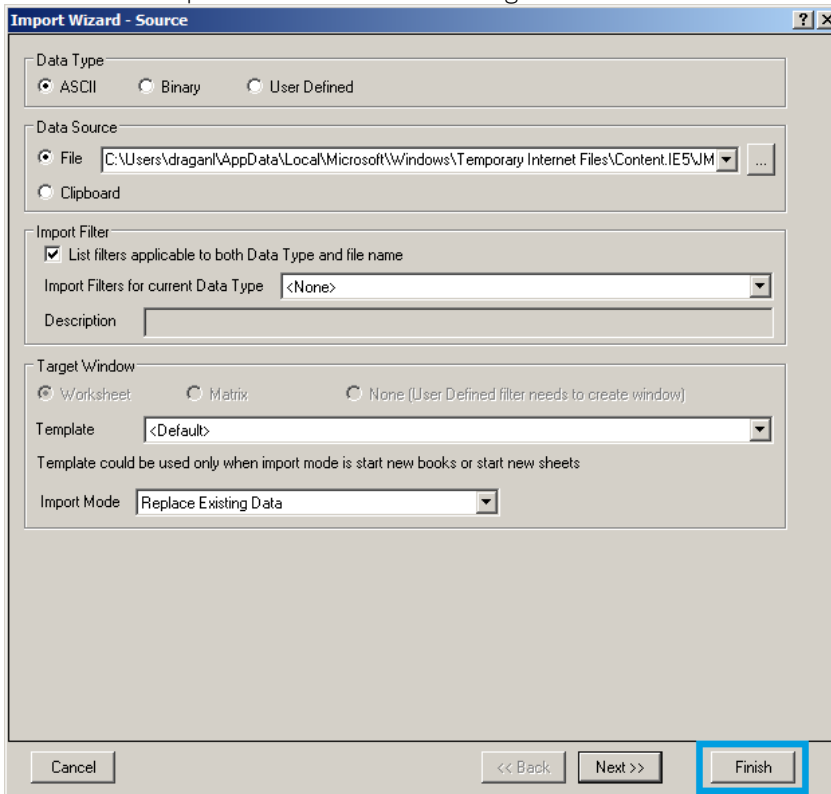 Import Wizard - Source
Data Type
ASCII Binary User Defined
Data Source
File C:\Users\draganl\AppData\Local\Microsoft\Windows\Temporary Internet Files\Content.IE5\JM ...
Clipboard
Import Filter
List filters applicable to both Data Type and file name
Import Filters for current Data Type <None>
Description
Target Window
Worksheet Matrix None (User Defined filter needs to create window)
Template <Default>
Template could be used only when import mode is start new books or start new sheets
Import Mode Replace Existing Data
Cancel << Back Next >> Finish